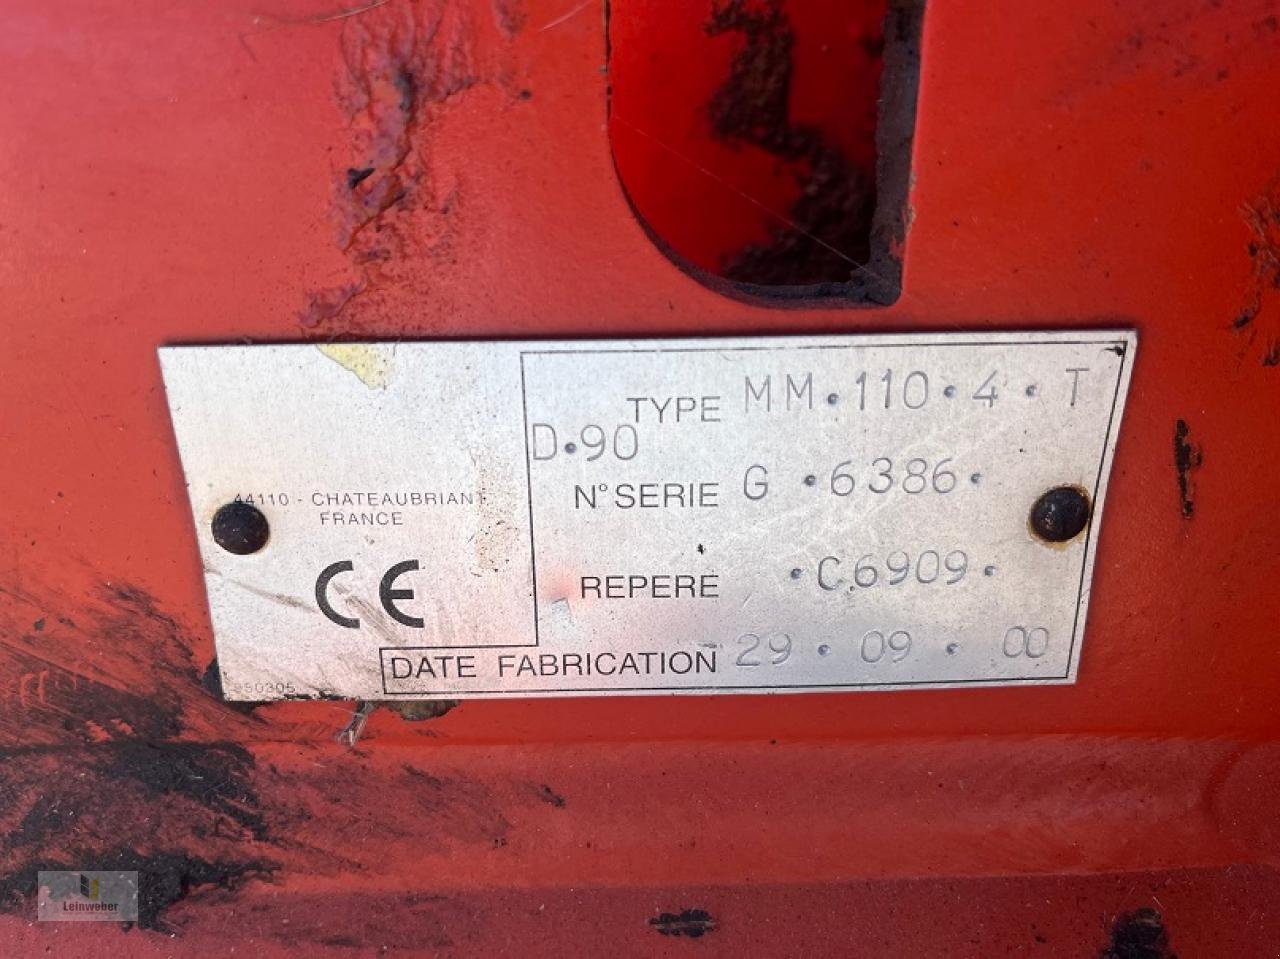 44110 - CHATEAUBRIANT
FRANCE
CE
950305
TYPE MM·110·4·T
D·90
N° SERIE G·6386·
REPERE ·C6909·
DATE FABRICATION 29·09·00
Leinweber